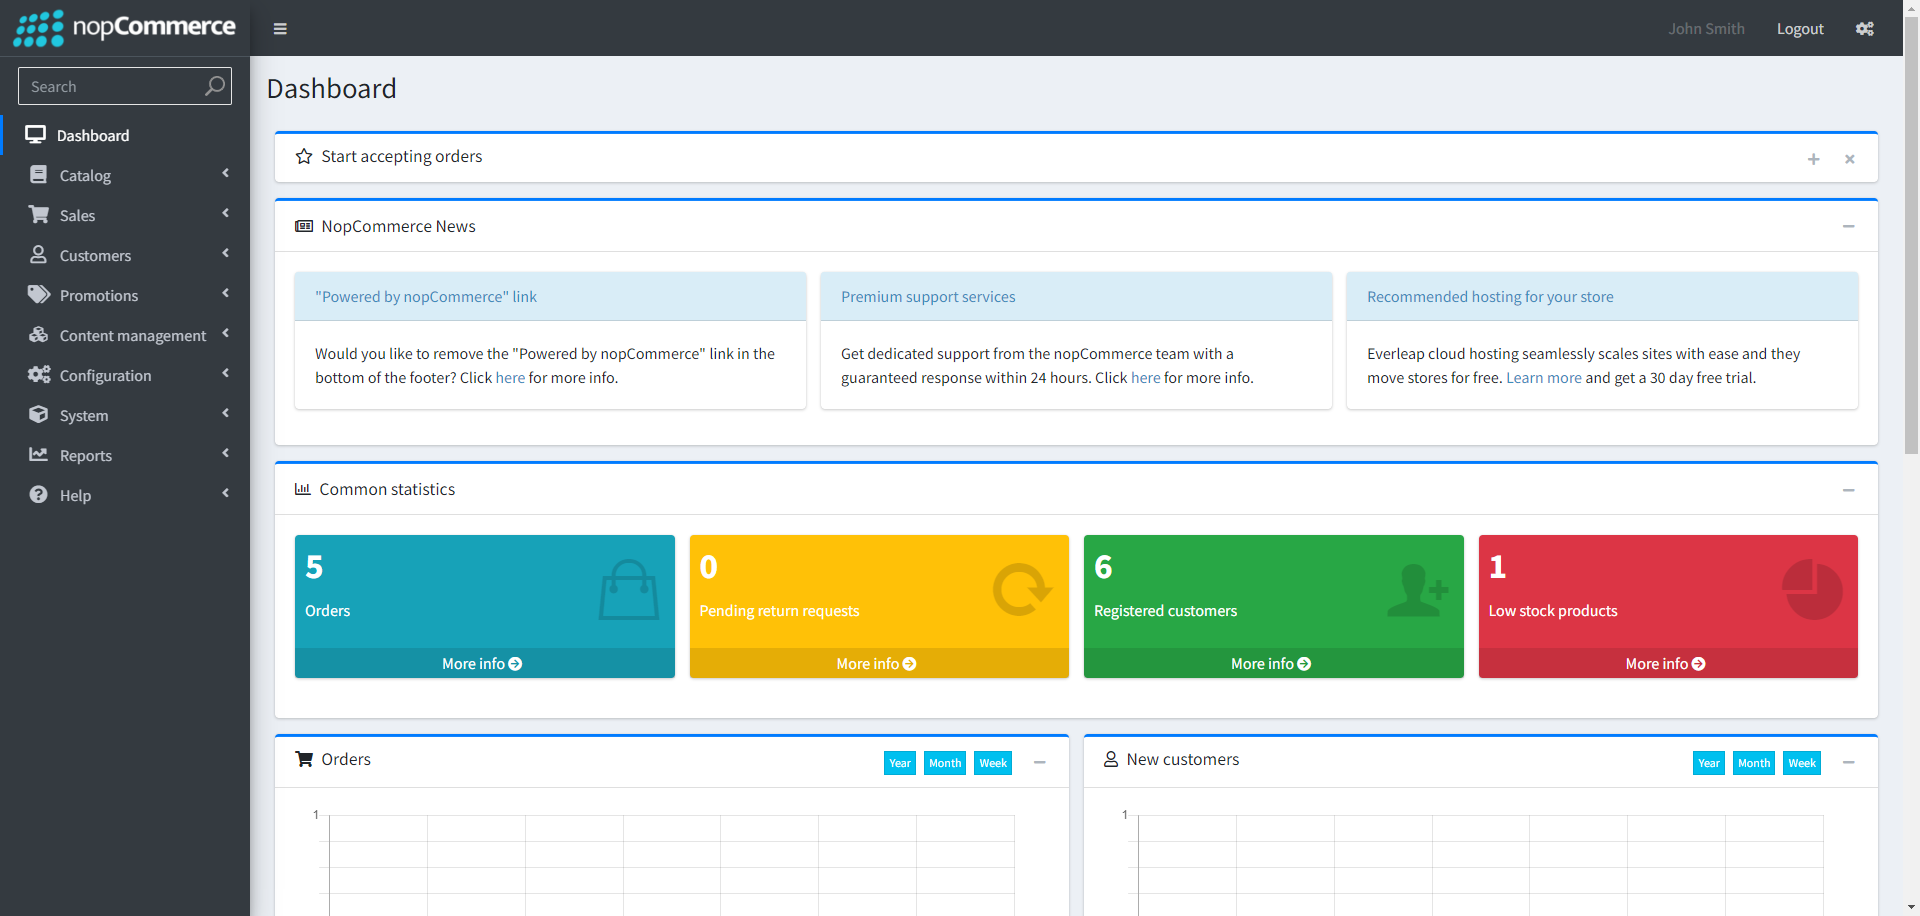 nopCommerce
John Smith
Logout
Search
Dashboard
Catalog
Sales
Customers
Promotions
Content management
Configuration
System
Reports
Help
Dashboard
Start accepting orders
NopCommerce News
"Powered by nopCommerce" link
Would you like to remove the "Powered by nopCommerce" link in the
bottom of the footer? Click here for more info.
Premium support services
Get dedicated support from the nopCommerce team with a
guaranteed response within 24 hours. Click here for more info.
Recommended hosting for your store
Everleap cloud hosting seamlessly scales sites with ease and they
move stores for free. Learn more and get a 30 day free trial.
Common statistics
5
Orders
More info
0
Pending return requests
More info
6
Registered customers
More info
1
Low stock products
More info
Orders
Year Month Week
1
New customers
Year Month Week
1